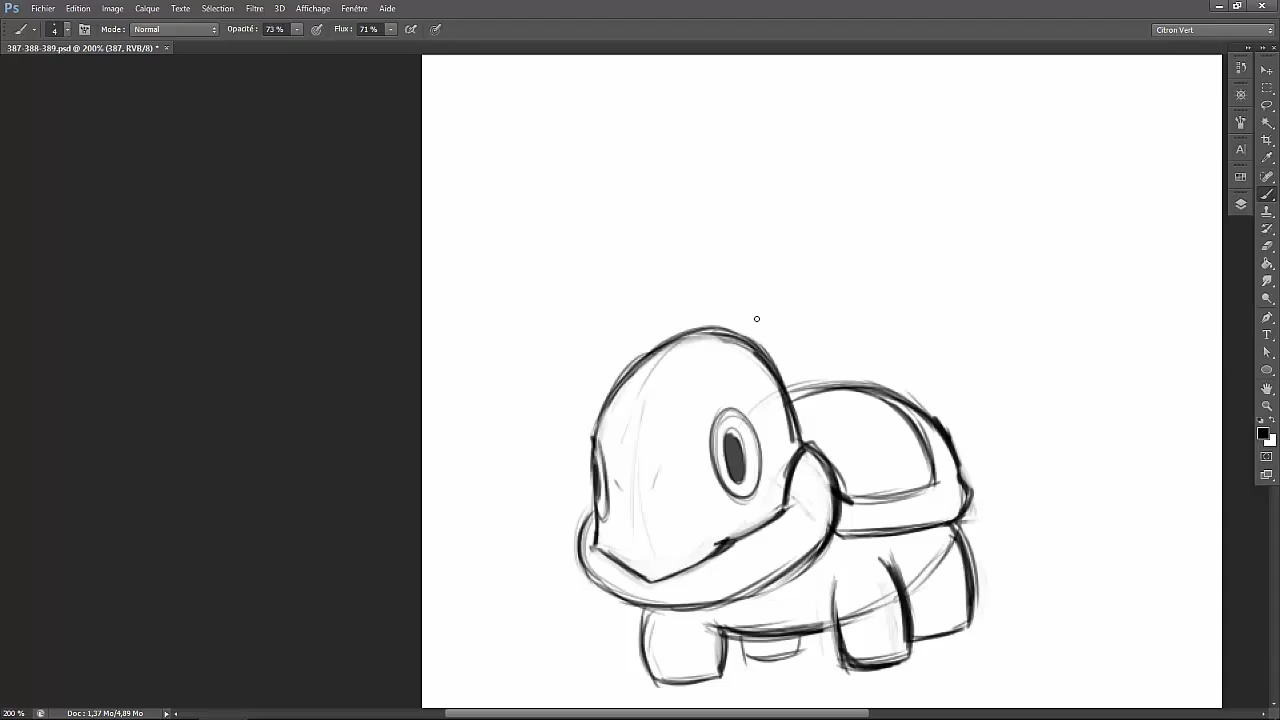 Ps Fichier Edition Image Calque Texte Sélection Filtre 3D Affichage Fenêtre Aide
4 Mode : Normal Opacité : 73 % Flux : 71 % Citron Vert
387-388-389.psd @ 200% (387, RVB/8) * ×
200 % Doc : 1,37 Mo/4,89 Mo